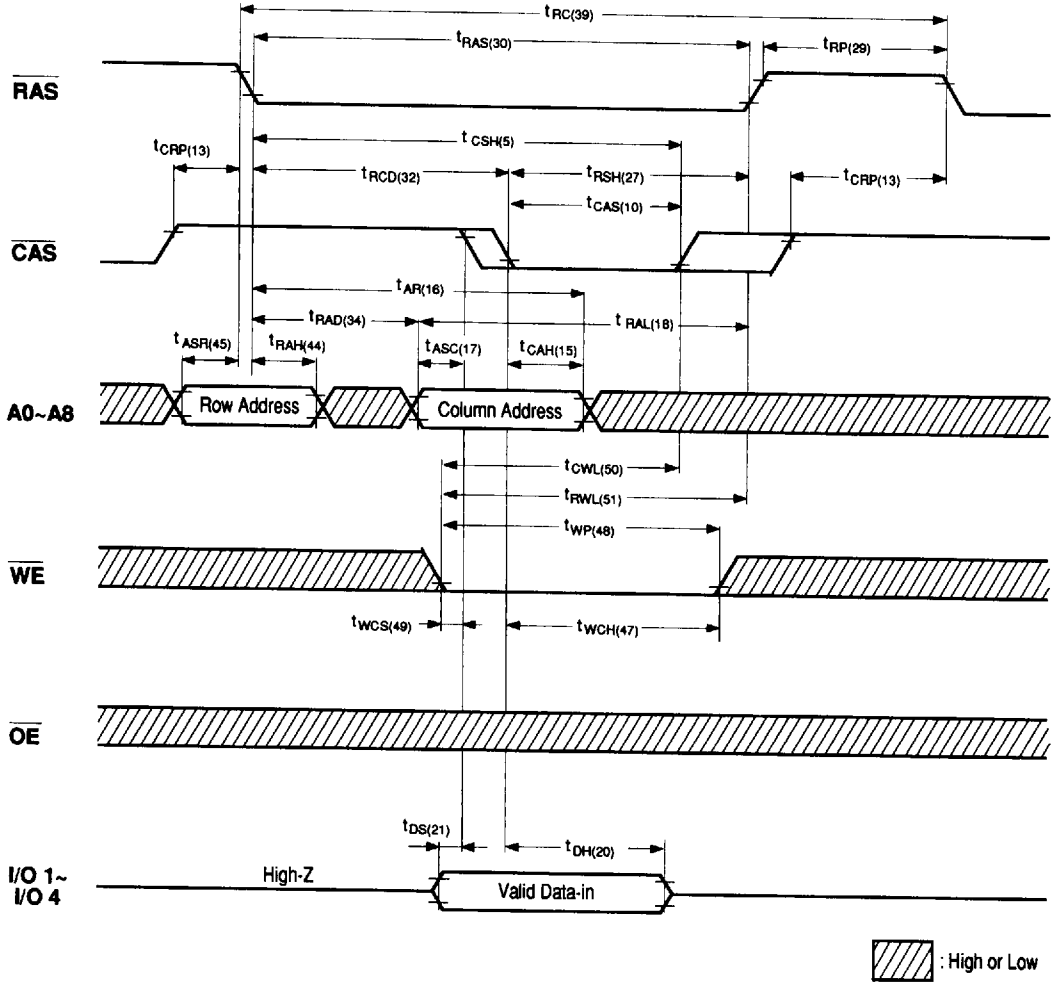 tRC(39)
tRAS(30)
tRP(29)
RAS
tCSH(5)
tCRP(13)
tRCD(32)
tRSH(27)
tCRP(13)
tCAS(10)
CAS
tAR(16)
tRAD(34)
tRAL(18)
tASR(45)
tRAH(44)
tASC(17)
tCAH(15)
A0~A8
Row Address
Column Address
tCWL(50)
tRWL(51)
tWP(48)
WE
tWCS(49)
tWCH(47)
OE
tDS(21)
tDH(20)
I/O 1~
I/O 4
High-Z
Valid Data-in
: High or Low